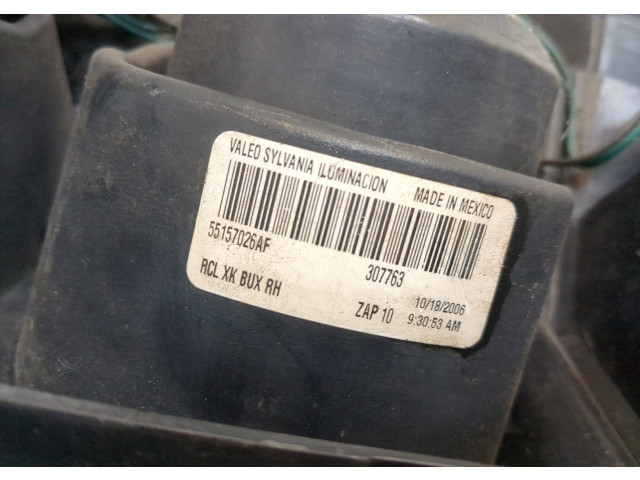 VALEO SYLVANIA ILUMINACION MADE IN MEXICO
55157026AF 307763
RCL XK BUX RH ZAP 10 10/18/2006
9:30:53 AM